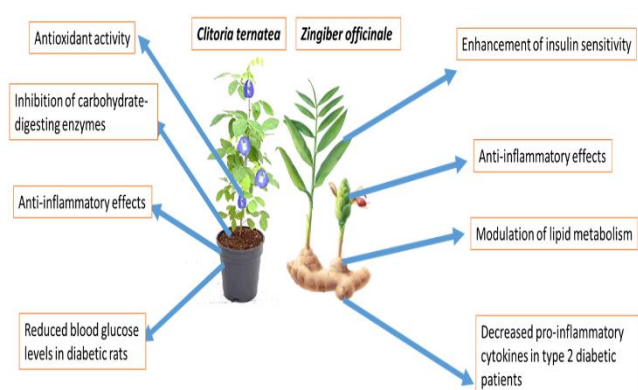 Antioxidant activity
Clitoria ternatea
Zingiber officinale
Enhancement of insulin sensitivity
Inhibition of carbohydrate-
digesting enzymes
Anti-inflammatory effects
Anti-inflammatory effects
Modulation of lipid metabolism
Reduced blood glucose
levels in diabetic rats
Decreased pro-inflammatory
cytokines in type 2 diabetic
patients